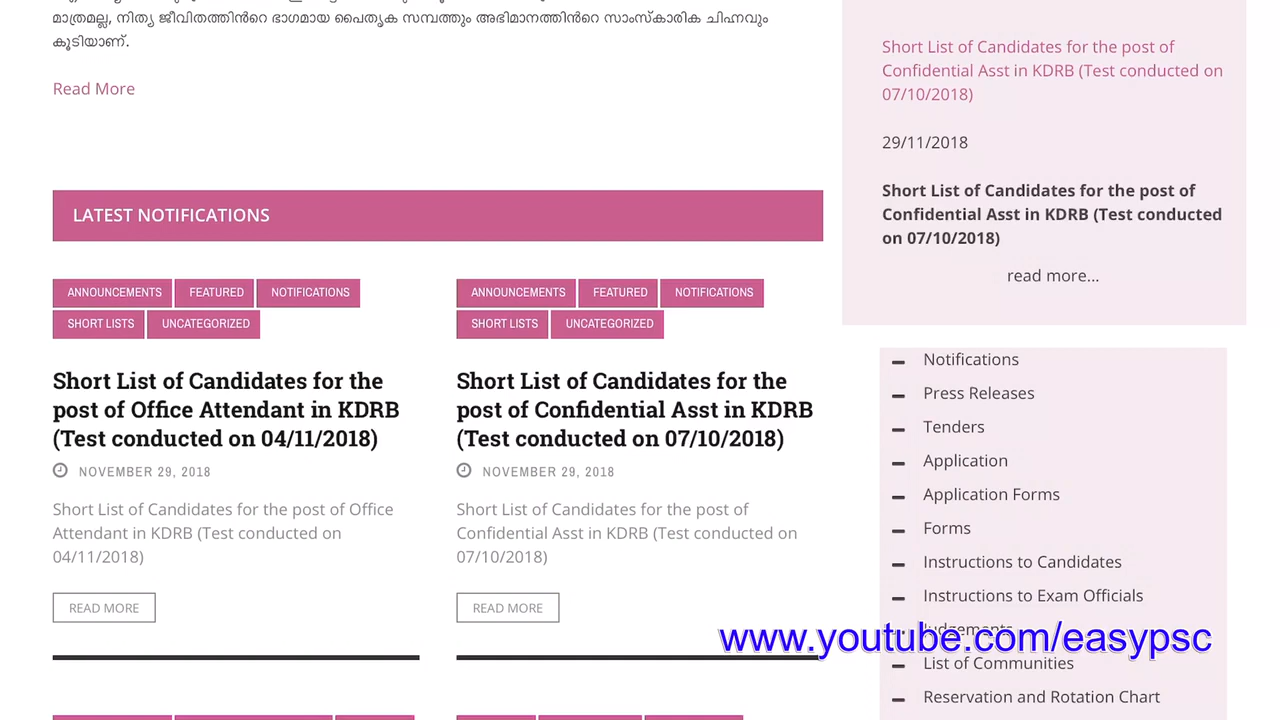 മാത്രമല്ല, നിത്യ ജീവിതത്തിൻറെ ഭാഗമായ പൈതൃക സമ്പത്തും അഭിമാനത്തിൻറെ സാംസ്കാരിക ചിഹ്നവും
കൂടിയാണ്.
Read More
LATEST NOTIFICATIONS
ANNOUNCEMENTS FEATURED NOTIFICATIONS
SHORT LISTS UNCATEGORIZED
Short List of Candidates for the
post of Office Attendant in KDRB
(Test conducted on 04/11/2018)
NOVEMBER 29, 2018
Short List of Candidates for the post of Office
Attendant in KDRB (Test conducted on
04/11/2018)
READ MORE
ANNOUNCEMENTS FEATURED NOTIFICATIONS
SHORT LISTS UNCATEGORIZED
Short List of Candidates for the
post of Confidential Asst in KDRB
(Test conducted on 07/10/2018)
NOVEMBER 29, 2018
Short List of Candidates for the post of
Confidential Asst in KDRB (Test conducted on
07/10/2018)
READ MORE
Short List of Candidates for the post of
Confidential Asst in KDRB (Test conducted on
07/10/2018)
29/11/2018
Short List of Candidates for the post of
Confidential Asst in KDRB (Test conducted
on 07/10/2018)
read more...
Notifications
Press Releases
Tenders
Application
Application Forms
Forms
Instructions to Candidates
Instructions to Exam Officials
Judgements
www.youtube.com/easypsc
List of Communities
Reservation and Rotation Chart